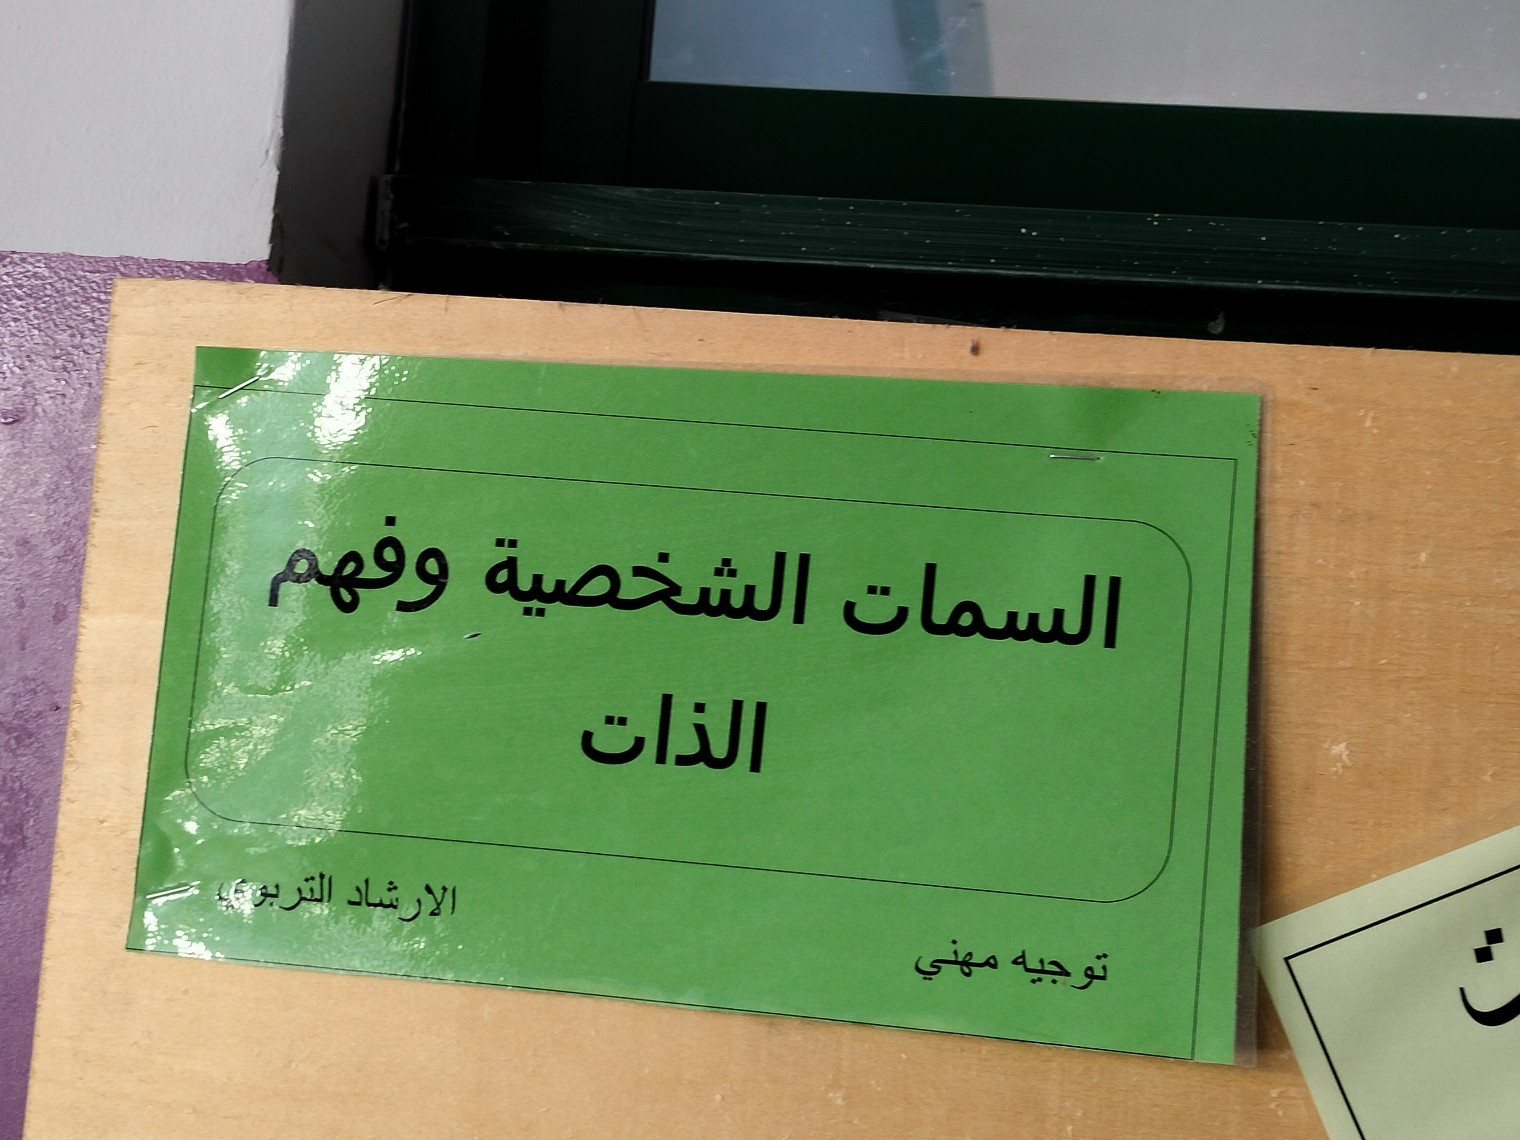 السمات الشخصية وفهم
الذات
توجيه مهني
الارشاد التربوي